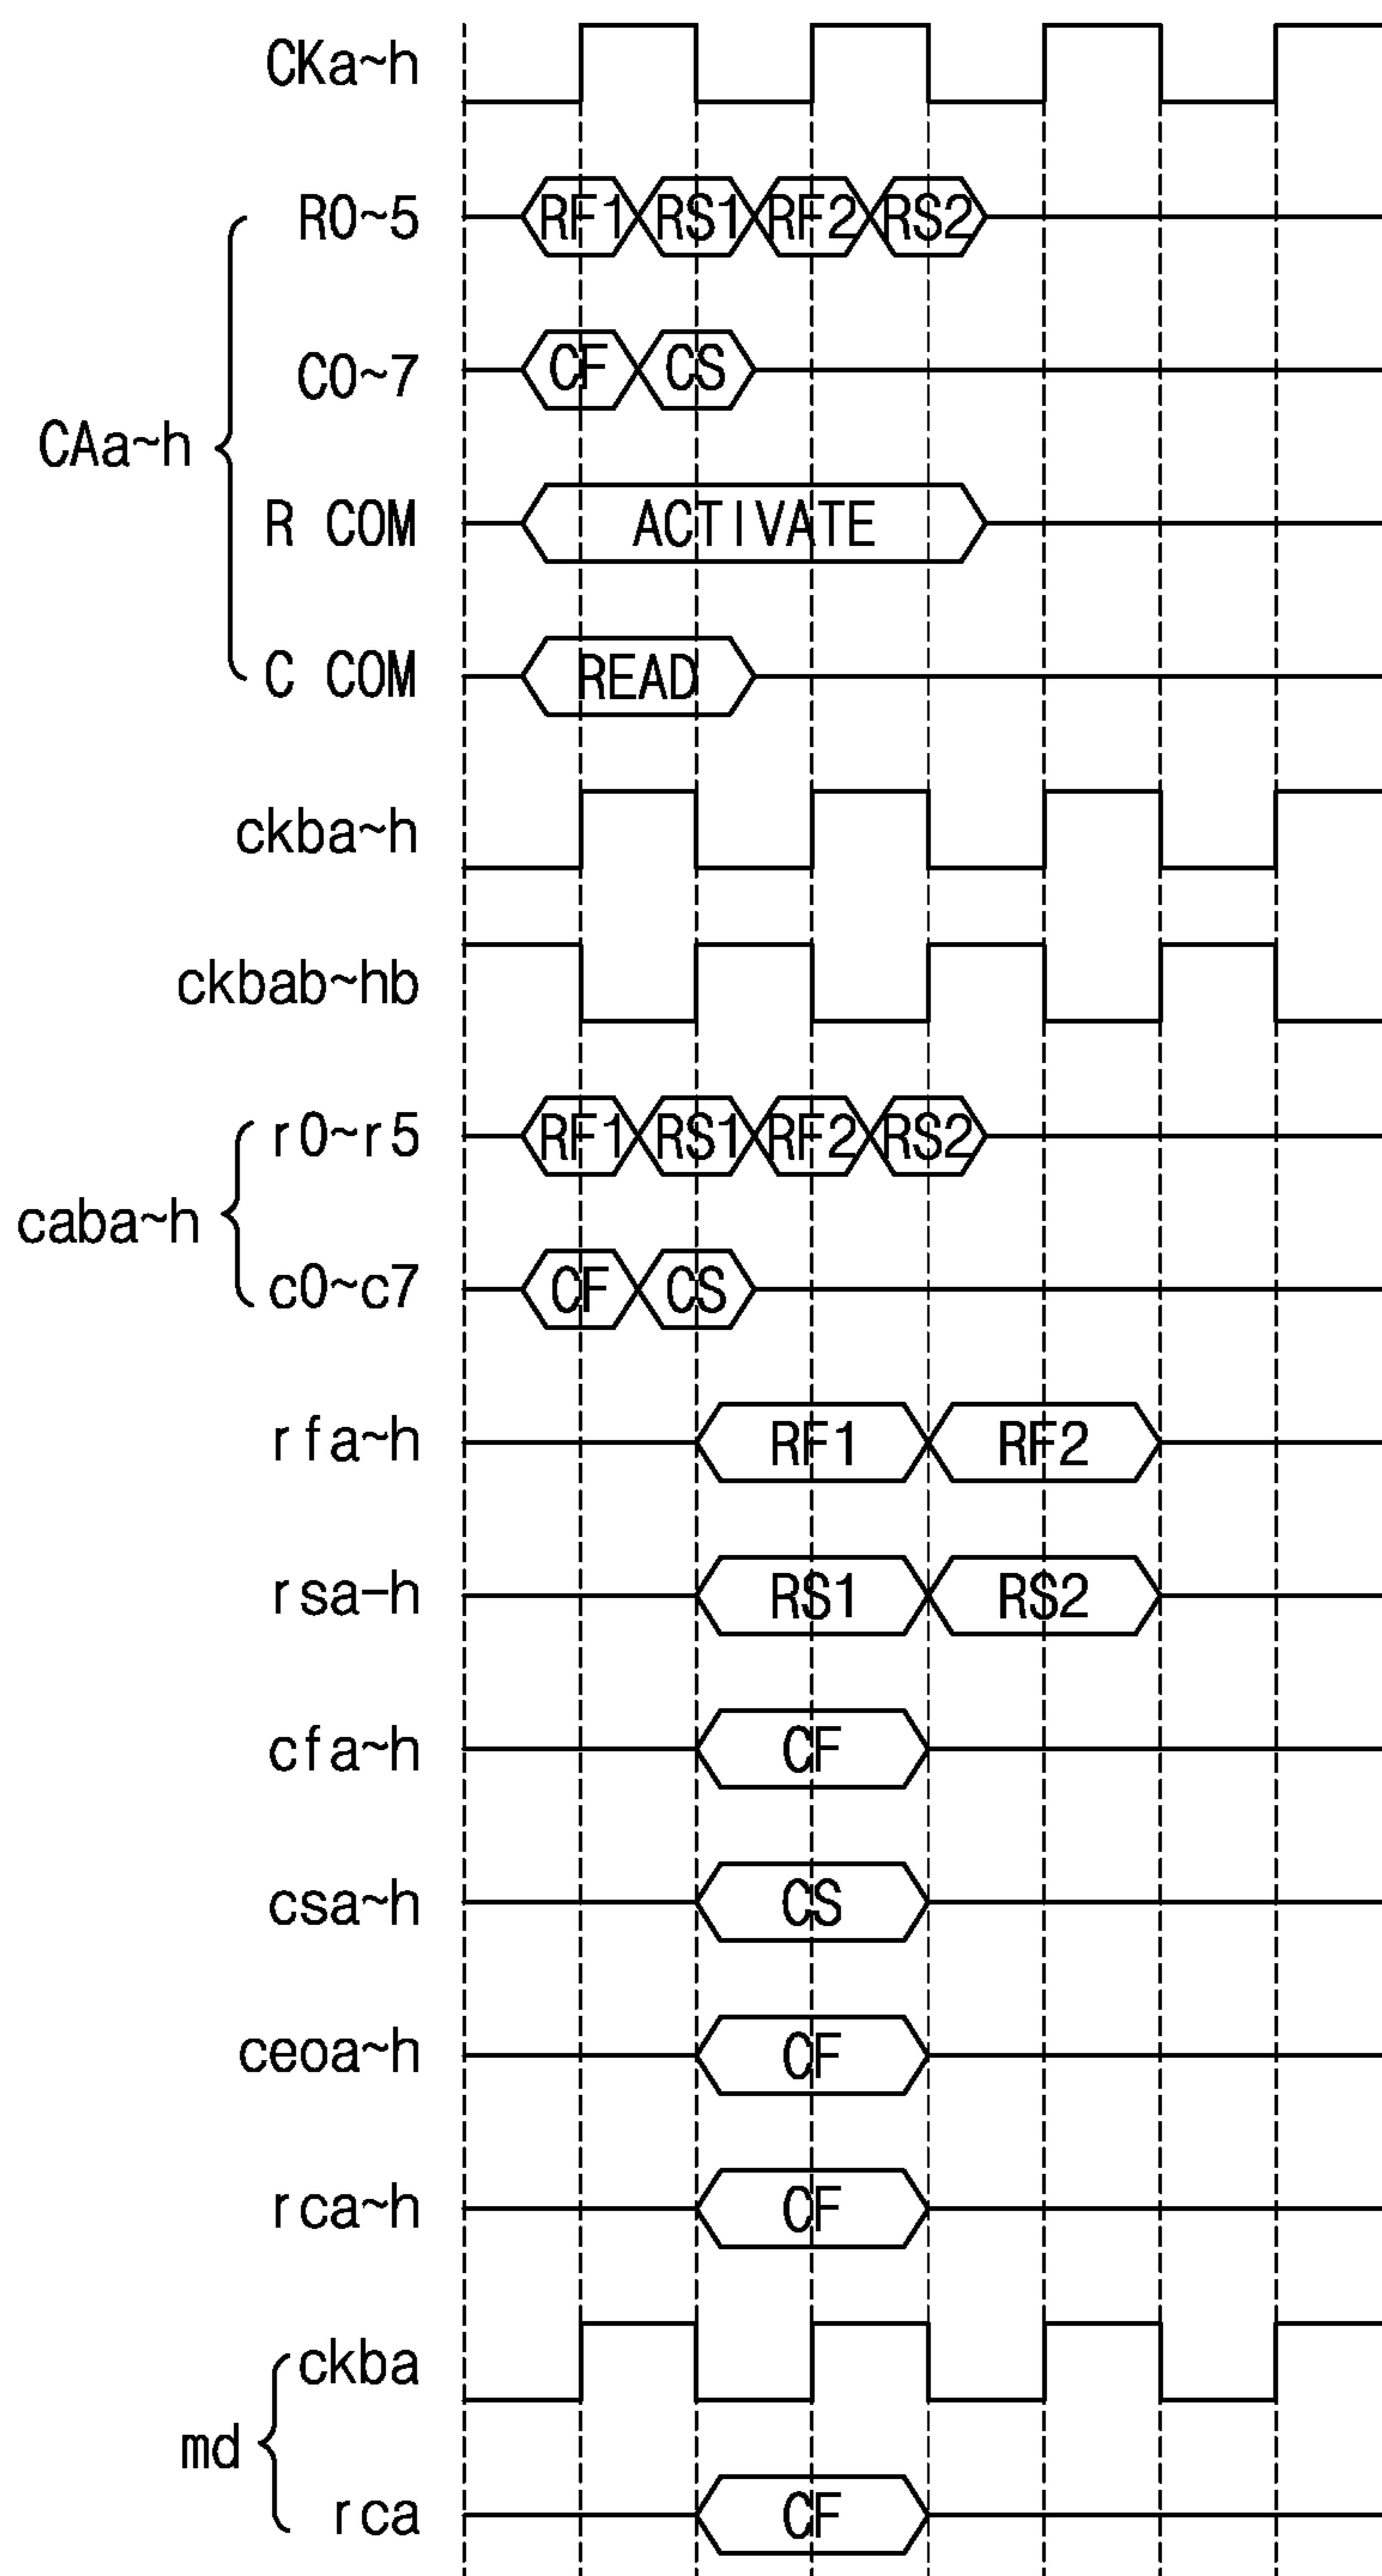 CKa~h
R0~5 RF1 RS1 RF2 RS2
C0~7 CF CS
CAa~h
R COM ACTIVATE
C COM READ
ckba~h
ckbab~hb
r0~r5 RF1 RS1 RF2 RS2
caba~h
c0~c7 CF CS
rfa~h RF1 RF2
rsa-h RS1 RS2
cfa~h CF
csa~h CS
ceoa~h CF
rca~h CF
ckba
md
rca CF